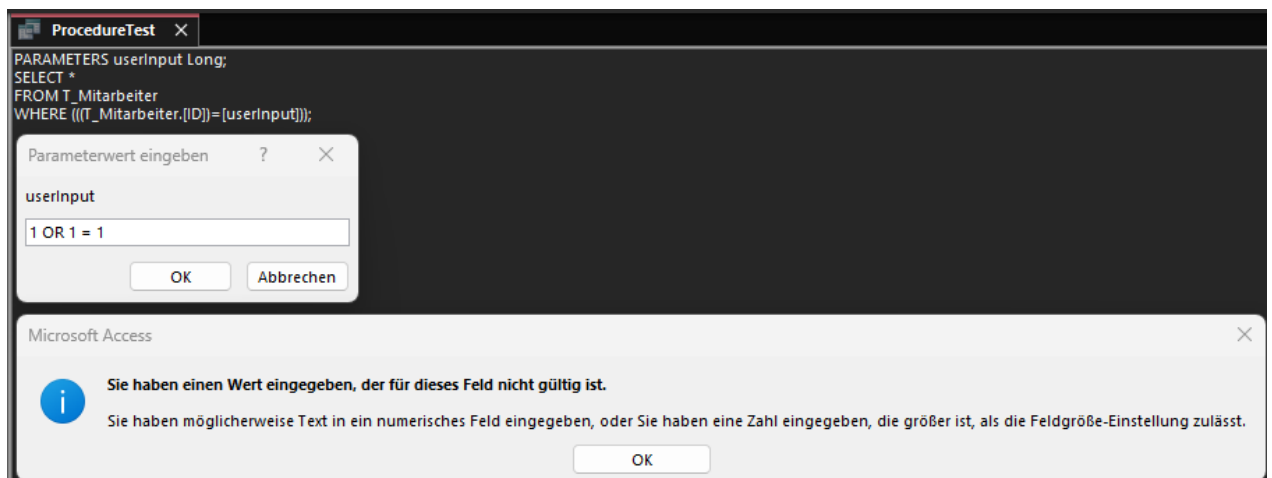 ProcedureTest
PARAMETERS userInput Long;
SELECT *
FROM T_Mitarbeiter
WHERE (((T_Mitarbeiter.[ID])=[userInput]));
Parameterwert eingeben ?
userInput
1 OR 1 = 1
OK Abbrechen
Microsoft Access
Sie haben einen Wert eingegeben, der für dieses Feld nicht gültig ist.
Sie haben möglicherweise Text in ein numerisches Feld eingegeben, oder Sie haben eine Zahl eingegeben, die größer ist, als die Feldgröße-Einstellung zulässt.
OK